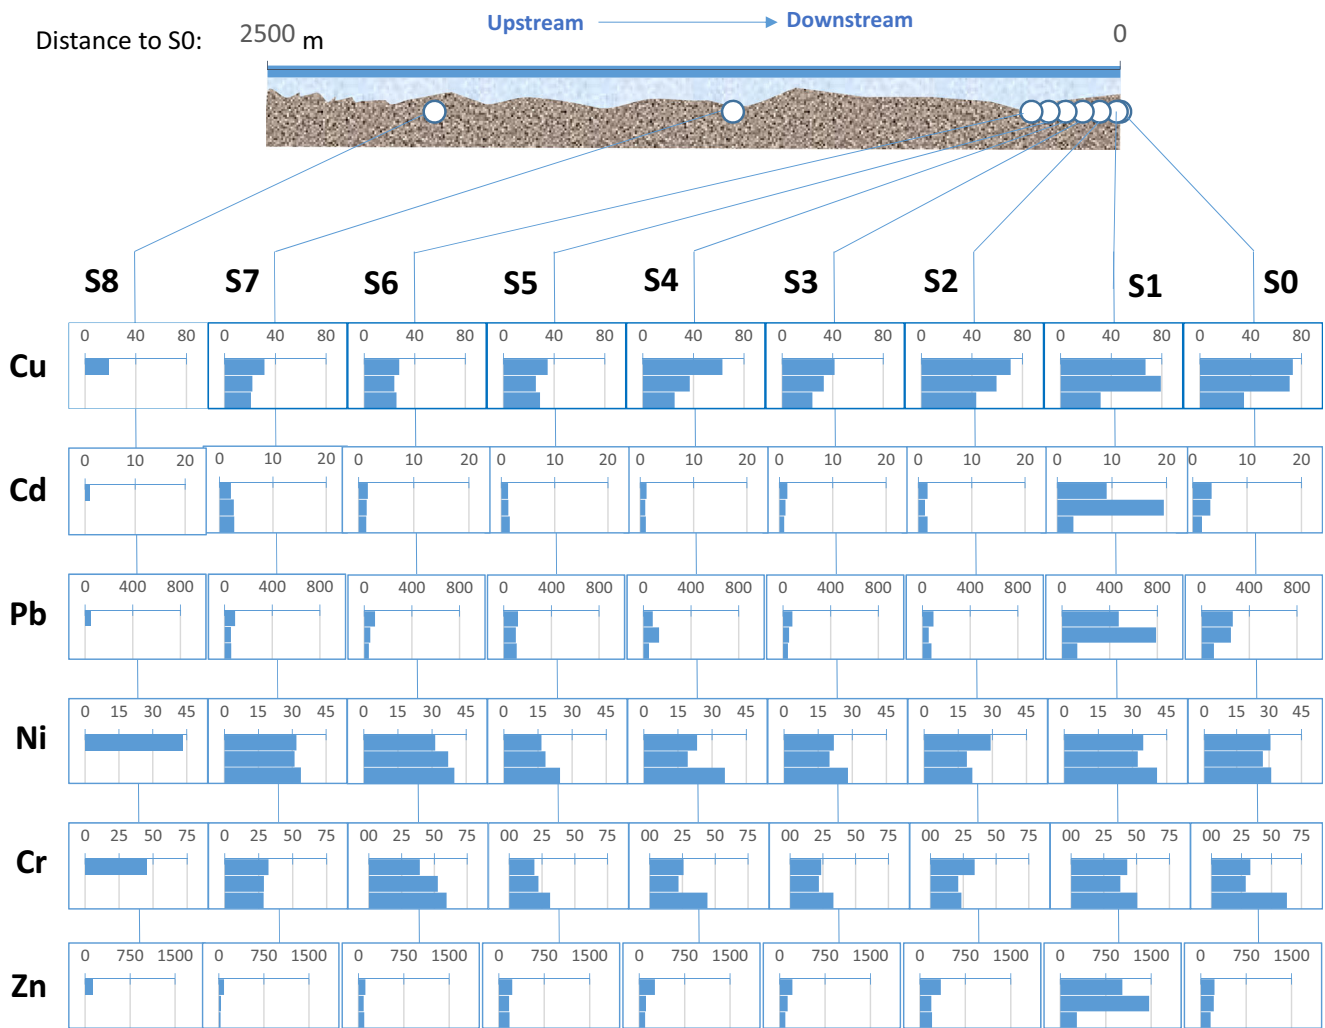 Upstream Downstream
Distance to S0: 2500 m 0
S8 S7 S6 S5 S4 S3 S2 S1 S0
0 40 80 0 40 80 0 40 80 0 40 80 0 40 80 0 40 80 0 40 80 0 40 80 0 40 80
Cu
0 10 20 0 10 20 0 10 20 0 10 20 0 10 20 0 10 20 0 10 20 0 10 20 0 10 20
Cd
0 400 800 0 400 800 0 400 800 0 400 800 0 400 800 0 400 800 0 400 800 0 400 800 0 400 800
Pb
0 15 30 45 0 15 30 45 0 15 30 45 0 15 30 45 0 15 30 45 0 15 30 45 0 15 30 45 0 15 30 45 0 15 30 45
Ni
0 25 50 75 0 25 50 75 00 25 50 75 00 25 50 75 00 25 50 75 00 25 50 75 00 25 50 75 00 25 50 75 00 25 50 75
Cr
0 750 1500 0 750 1500 0 750 1500 0 750 1500 0 750 1500 0 750 1500 0 750 1500 0 750 1500 0 750 1500
Zn